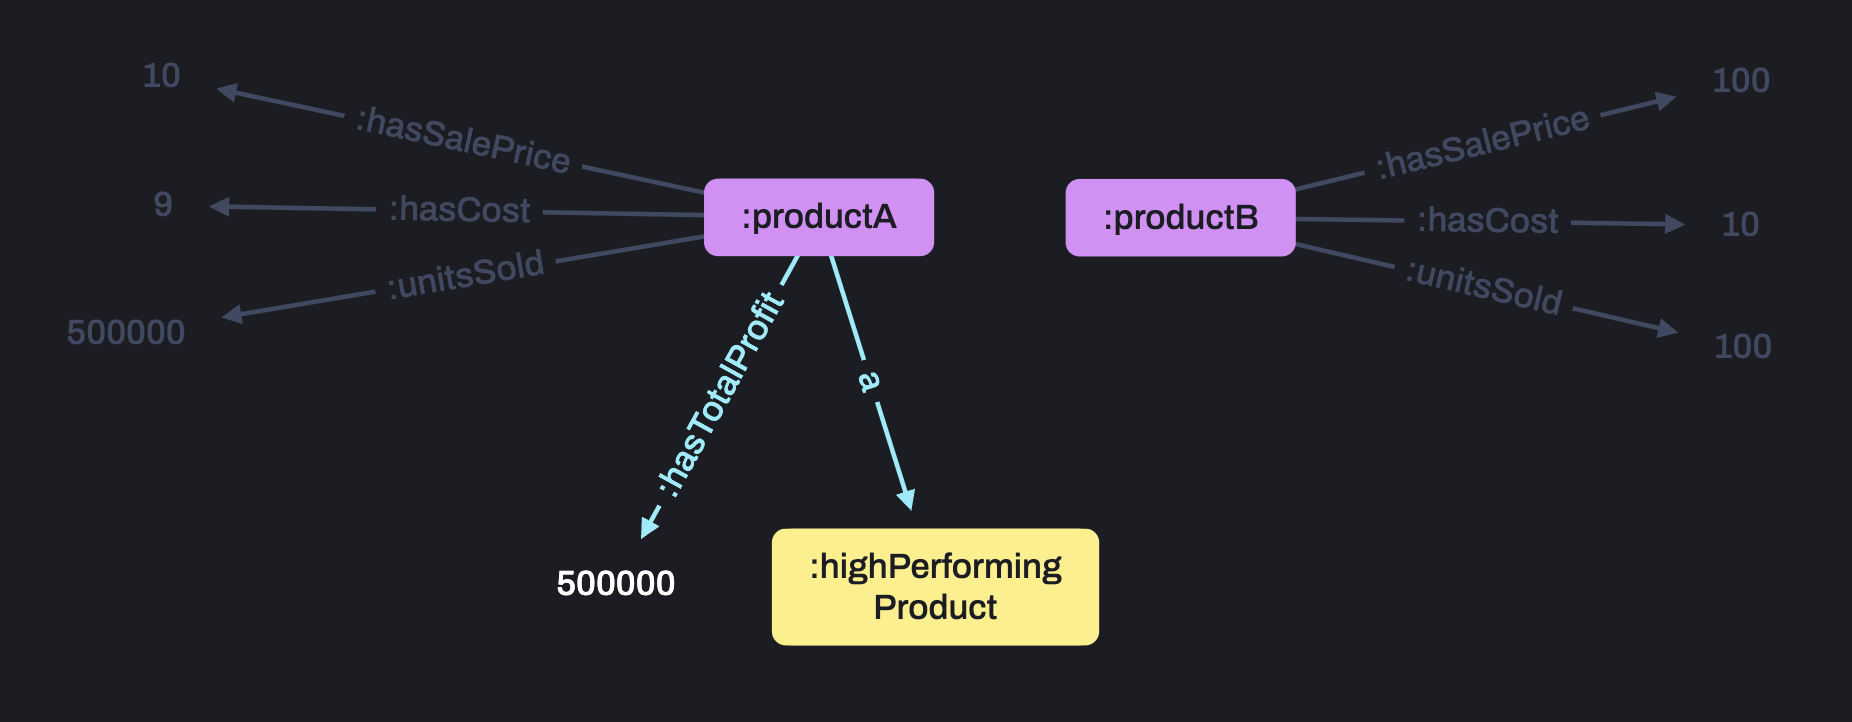 10
:hasSalePrice
9
:hasCost
:unitsSold
500000
:productA
:productB
:hasSalePrice
100
:hasCost
10
:unitsSold
100
:hasTotalProfit
a
500000
:highPerforming
Product